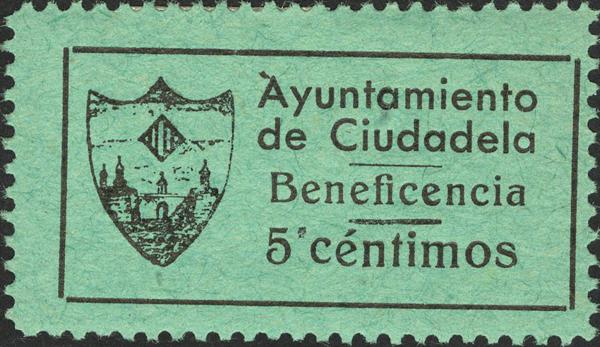 Ayuntamiento
de Ciudadela
Beneficencia
5 céntimos